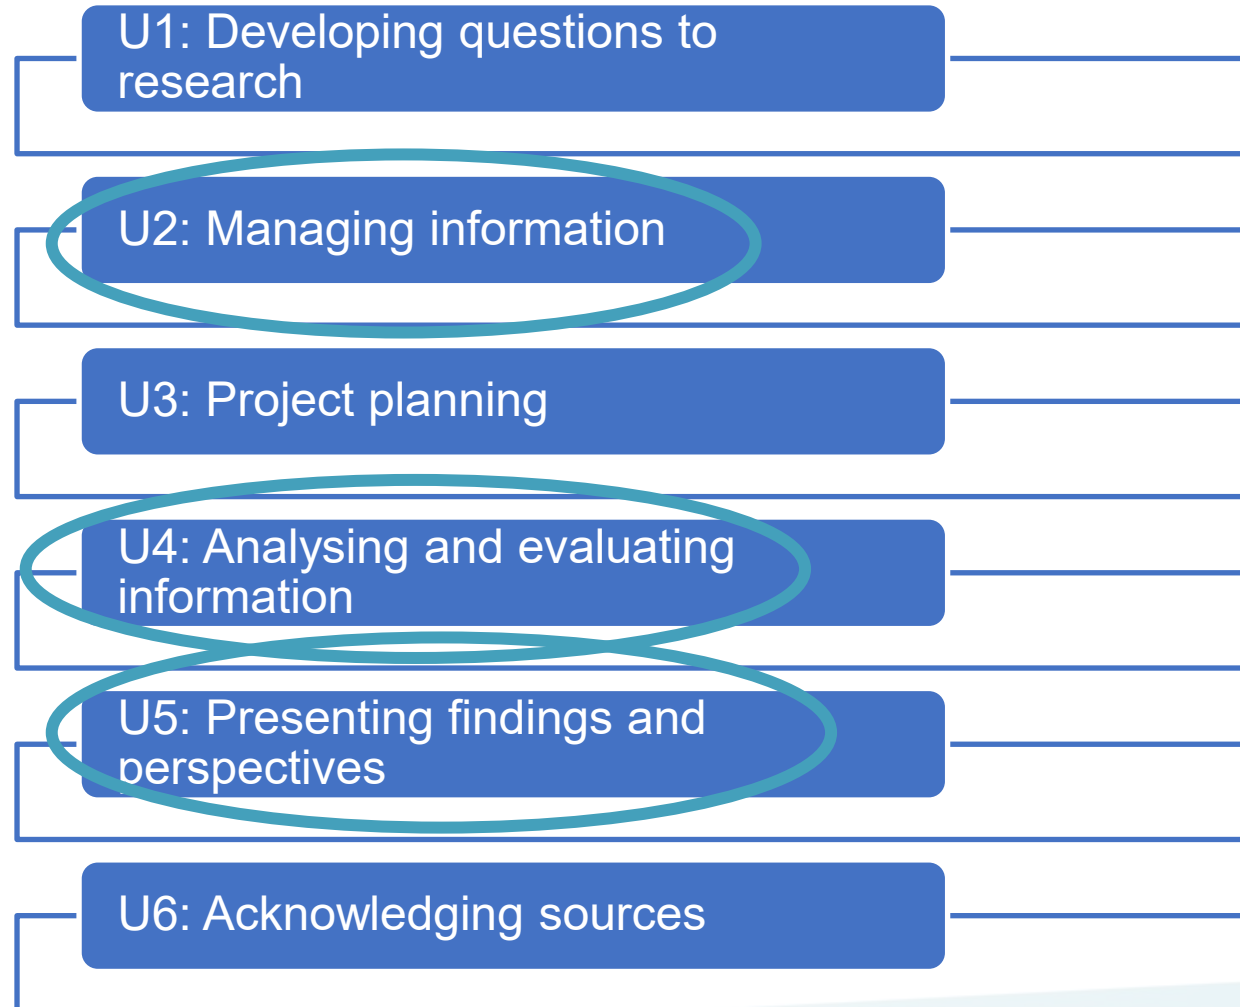 U1: Developing questions to
research
U2: Managing information
U3: Project planning
U4: Analysing and evaluating
information
U5: Presenting findings and
perspectives
U6: Acknowledging sources